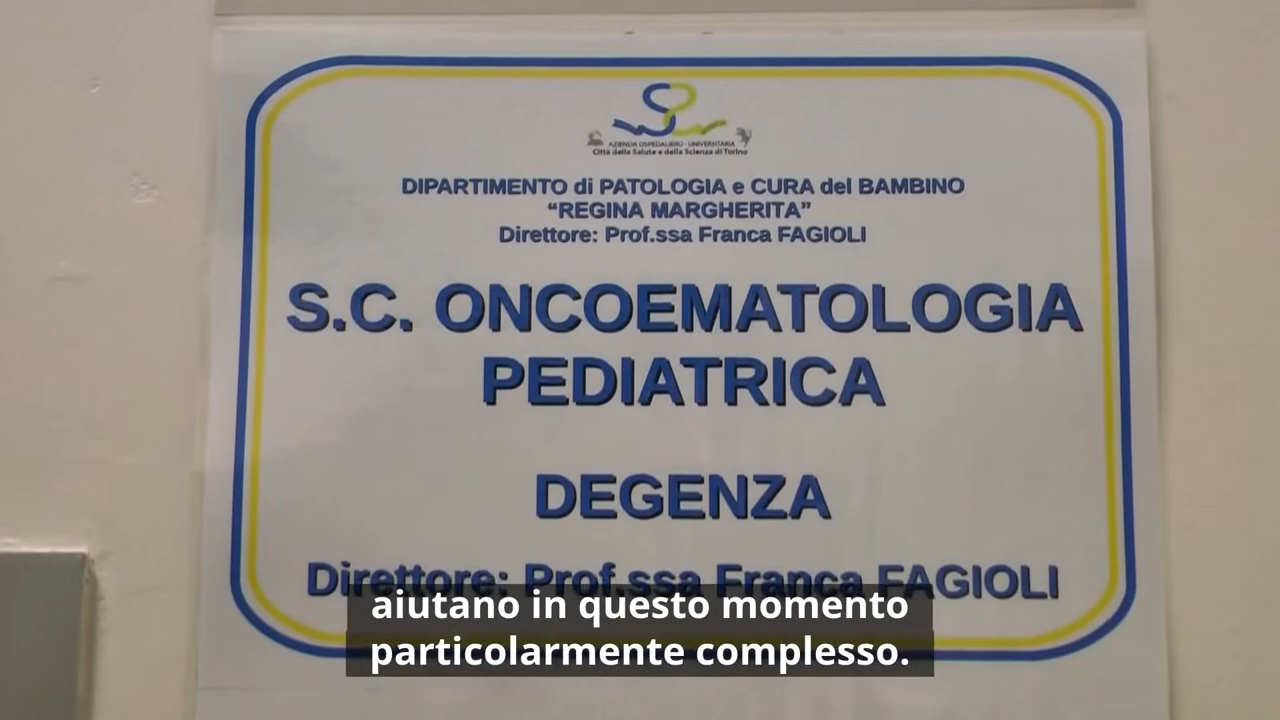 AZIENDA OSPEDALIERO - UNIVERSITARIA
Città della Salute e della Scienza di Torino
DIPARTIMENTO di PATOLOGIA e CURA del BAMBINO
“REGINA MARGHERITA”
Direttore: Prof.ssa Franca FAGIOLI
S.C. ONCOEMATOLOGIA
PEDIATRICA
DEGENZA
Direttore: Prof.ssa Franca FAGIOLI
aiutano in questo momento
particolarmente complesso.